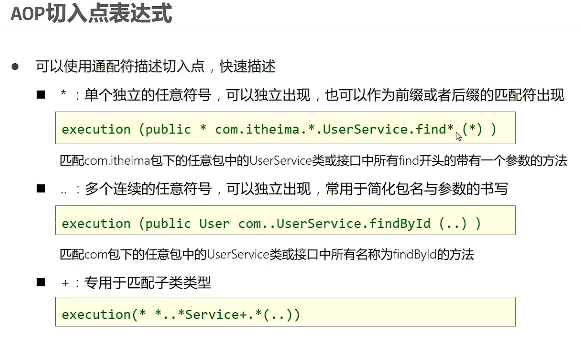 AOP切入点表达式
● 可以使用通配符描述切入点，快速描述
■ * ：单个独立的任意符号，可以独立出现，也可以作为前缀或者后缀的匹配符出现
execution (public * com.itheima.*.UserService.find* (*) )
匹配com.itheima包下的任意包中的UserService类或接口中所有find开头的带有一个参数的方法
■ .. ：多个连续的任意符号，可以独立出现，常用于简化包名与参数的书写
execution (public User com..UserService.findById (..) )
匹配com包下的任意包中的UserService类或接口中所有名称为findById的方法
■ + ：专用于匹配子类类型
execution(* *..*Service+.*(..))